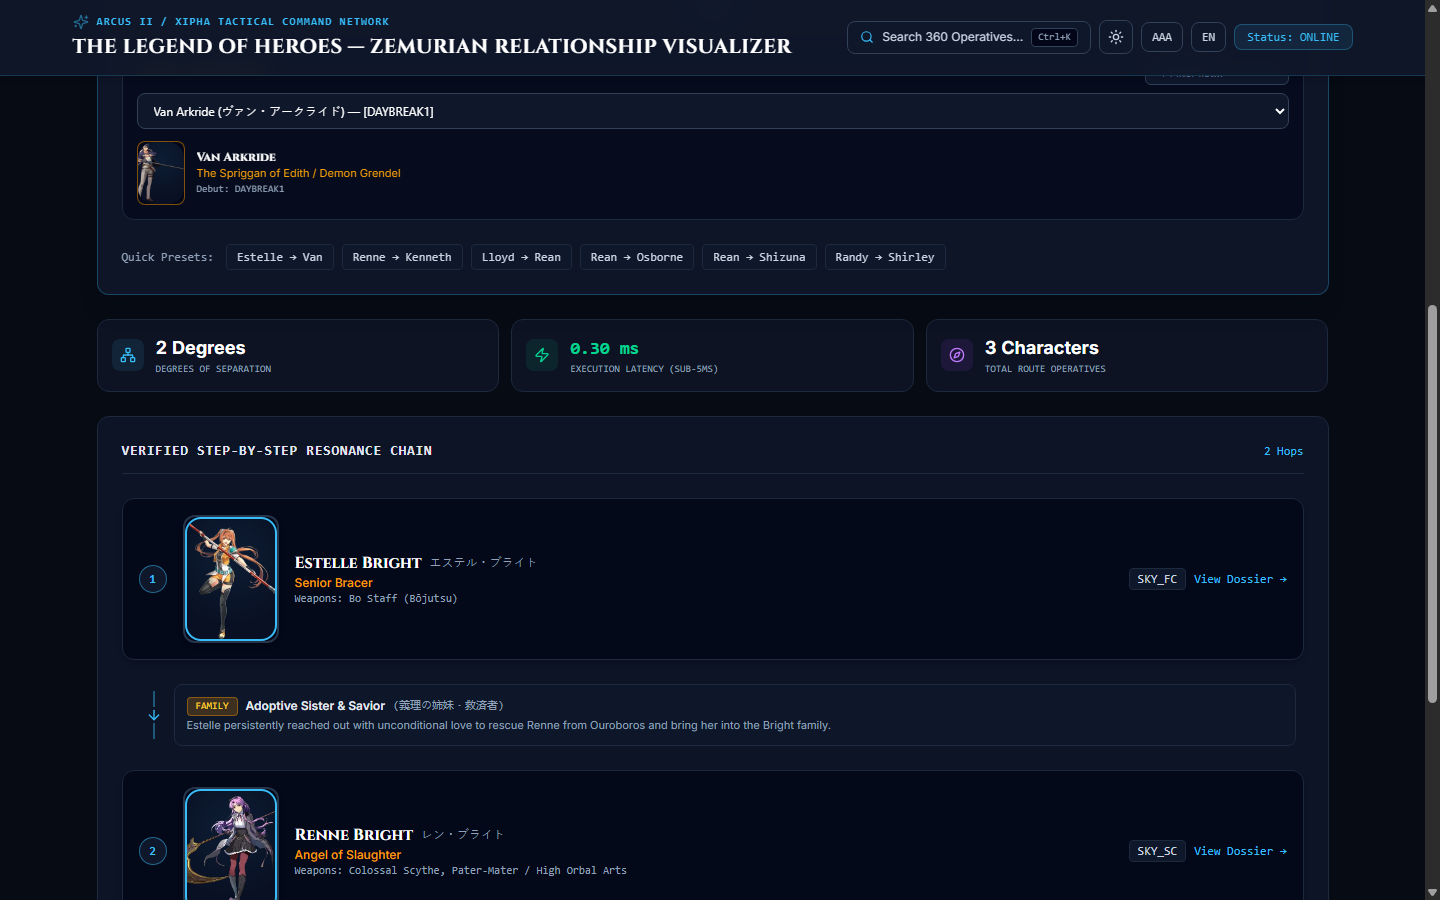 ARCUS II / XIPHA TACTICAL COMMAND NETWORK
THE LEGEND OF HEROES — ZEMURIAN RELATIONSHIP VISUALIZER
Search 360 Operatives... Ctrl+K
AAA
EN
Status: ONLINE
Van Arkride (ヴァン・アークライド) — [DAYBREAK1]
VAN ARKRIDE
The Spriggan of Edith / Demon Grendel
Debut: DAYBREAK1
Quick Presets: Estelle → Van Renne → Kenneth Lloyd → Rean Rean → Osborne Rean → Shizuna Randy → Shirley
2 Degrees
DEGREES OF SEPARATION
0.30 ms
EXECUTION LATENCY (SUB-5MS)
3 Characters
TOTAL ROUTE OPERATIVES
VERIFIED STEP-BY-STEP RESONANCE CHAIN
2 Hops
1
ESTELLE BRIGHT エステル・ブライト
Senior Bracer
Weapons: Bo Staff (Bōjutsu)
SKY_FC View Dossier →
FAMILY Adoptive Sister & Savior (義理の姉妹・救済者)
Estelle persistently reached out with unconditional love to rescue Renne from Ouroboros and bring her into the Bright family.
2
RENNE BRIGHT レン・ブライト
Angel of Slaughter
Weapons: Colossal Scythe, Pater-Mater / High Orbal Arts
SKY_SC View Dossier →